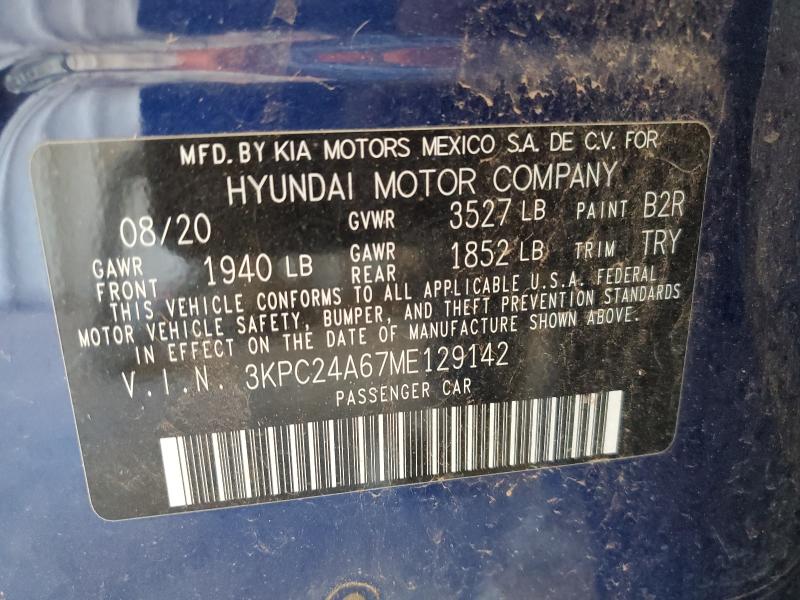 MFD. BY KIA MOTORS MEXICO S.A. DE C.V. FOR
HYUNDAI MOTOR COMPANY
08/20 GVWR 3527 LB PAINT B2R
GAWR FRONT 1940 LB GAWR REAR 1852 LB TRIM TRY
THIS VEHICLE CONFORMS TO ALL APPLICABLE U.S.A. FEDERAL
MOTOR VEHICLE SAFETY, BUMPER, AND THEFT PREVENTION STANDARDS
IN EFFECT ON THE DATE OF MANUFACTURE SHOWN ABOVE.
V.I.N. 3KPC24A67ME129142
PASSENGER CAR